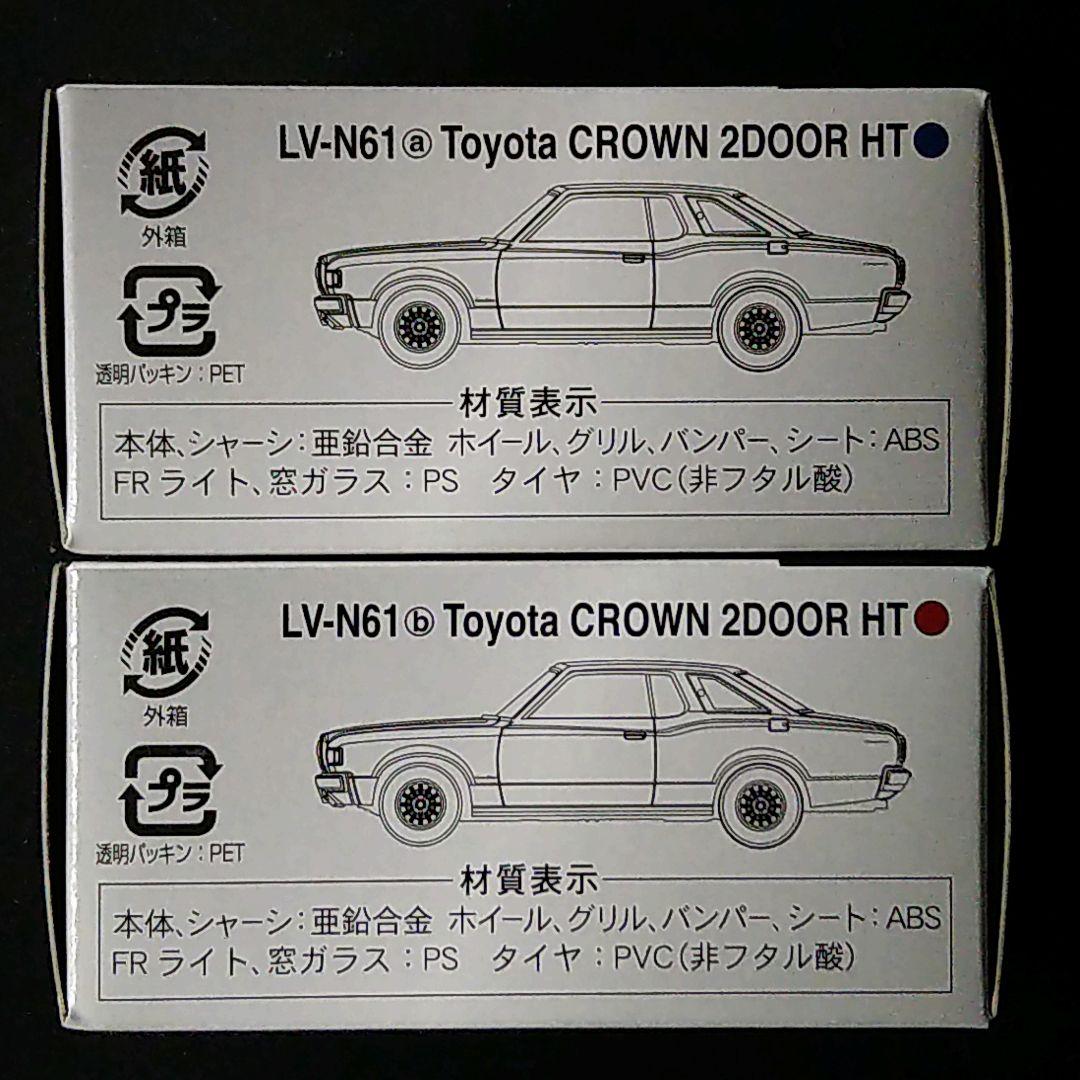 LV-N61ⓐ Toyota CROWN 2DOOR HT
紙
外箱
プラ
透明パッキン：PET
材質表示
本体、シャーシ：亜鉛合金 ホイール、グリル、バンパー、シート：ABS
FR ライト、窓ガラス：PS タイヤ：PVC（非フタル酸）
LV-N61ⓑ Toyota CROWN 2DOOR HT
紙
外箱
プラ
透明パッキン：PET
材質表示
本体、シャーシ：亜鉛合金 ホイール、グリル、バンパー、シート：ABS
FR ライト、窓ガラス：PS タイヤ：PVC（非フタル酸）